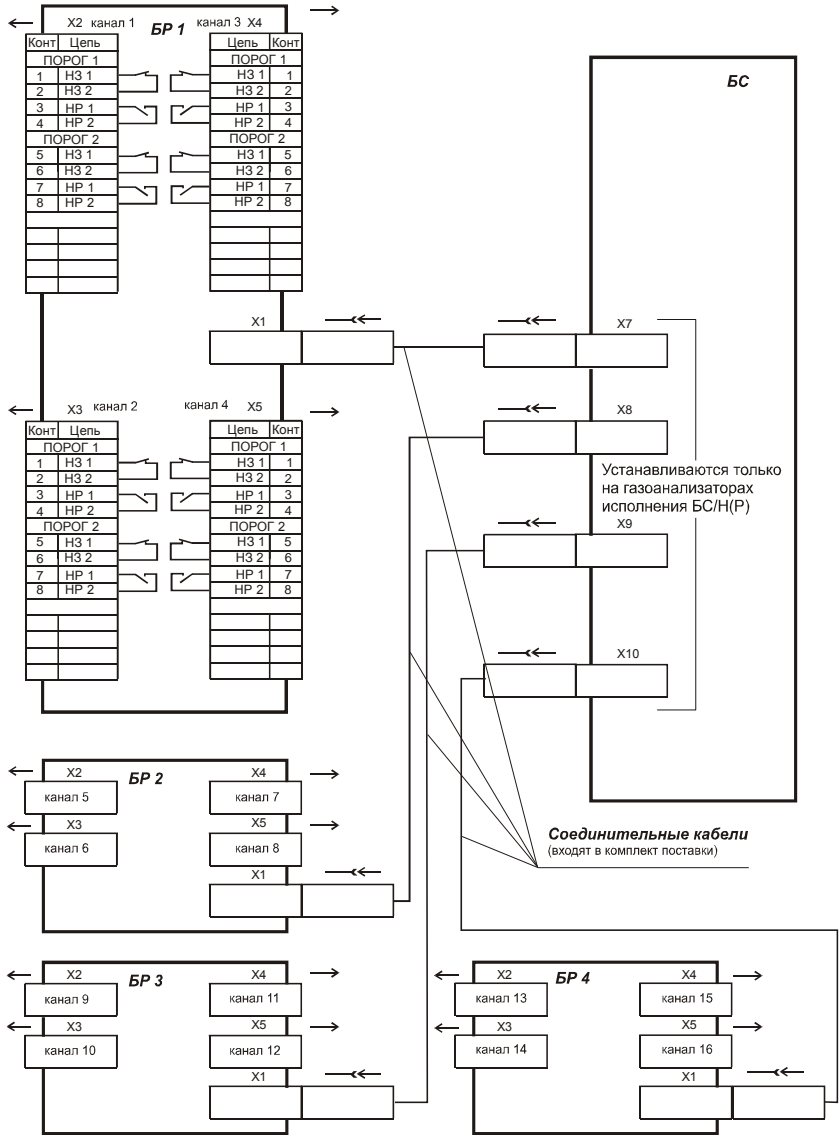 X2 канал 1 БР 1 канал 3 X4
Конт Цепь Цепь Конт
ПОРОГ 1 ПОРОГ 1
1 НЗ 1 НЗ 1 1
2 НЗ 2 НЗ 2 2
3 НР 1 НР 1 3
4 НР 2 НР 2 4
ПОРОГ 2 ПОРОГ 2
5 НЗ 1 НЗ 1 5
6 НЗ 2 НЗ 2 6
7 НР 1 НР 1 7
8 НР 2 НР 2 8
БС
X1
X7
X3 канал 2 канал 4 X5
X8
Конт Цепь Цепь Конт
ПОРОГ 1 ПОРОГ 1
1 НЗ 1 НЗ 1 1
2 НЗ 2 НЗ 2 2
3 НР 1 НР 1 3
4 НР 2 НР 2 4
ПОРОГ 2 ПОРОГ 2
5 НЗ 1 НЗ 1 5
6 НЗ 2 НЗ 2 6
7 НР 1 НР 1 7
8 НР 2 НР 2 8
Устанавливаются только
на газоанализаторах
исполнения БС/Н(Р)
X9
X10
X2 БР 2 X4
канал 5 канал 7
X3 X5
канал 6 канал 8
X1
Соединительные кабели
(входят в комплект поставки)
X2 БР 3 X4
канал 9 канал 11
X3 X5
канал 10 канал 12
X1
X2 БР 4 X4
канал 13 канал 15
X3 X5
канал 14 канал 16
X1